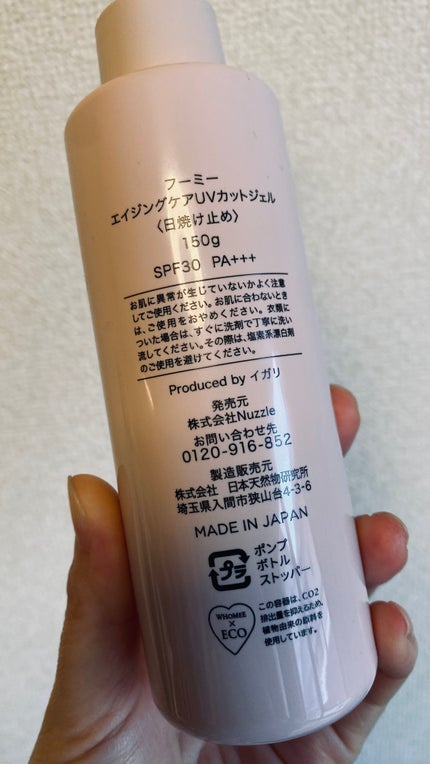 フーミー
エイジングケアUVカットジェル
〈日焼け止め〉
150g
SPF30 PA+++
お肌に異常が生じていないかよく注意
してご使用ください。お肌に合わないとき
は、ご使用をおやめください。衣類に
ついた場合は、すぐに洗剤で丁寧に洗い
流してください。その際は、塩素系漂白剤
のご使用を避けてください。
Produced by イガリ
発売元
株式会社Nuzzle
お問い合わせ先
0120-916-852
製造販売元
株式会社 日本天然物研究所
埼玉県入間市狭山台4-3-6
MADE IN JAPAN
プラ
ポンプ
ボトル
ストッパー
WHOMEE
×
ECO
この容器は、CO2
排出量を抑えるため、
植物由来の原料を
使用しています。